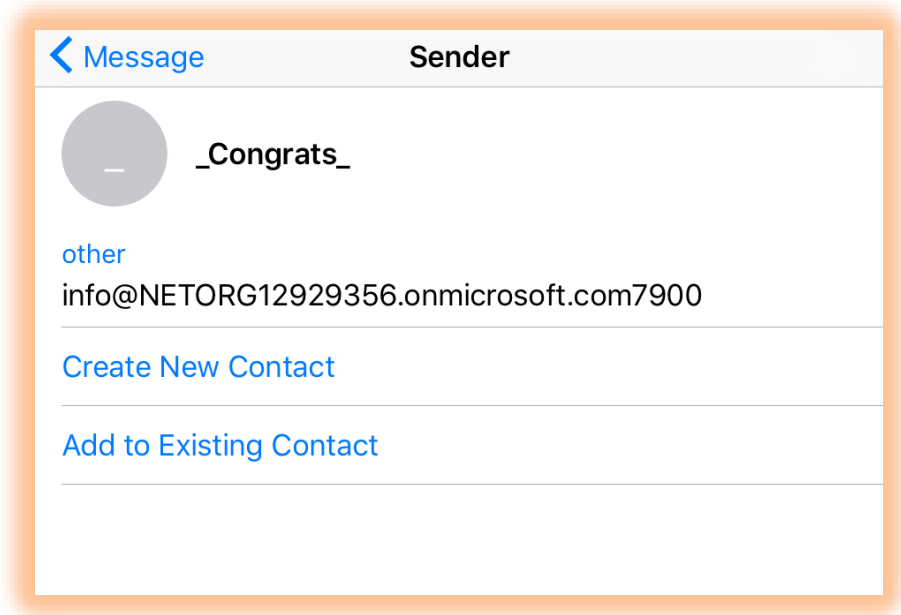 Message
Sender
_
_Congrats_
other
info@NETORG12929356.onmicrosoft.com7900
Create New Contact
Add to Existing Contact